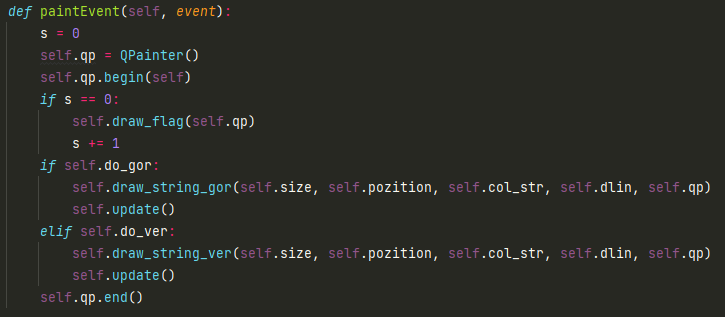 def paintEvent(self, event):
    s = 0
    self.qp = QPainter()
    self.qp.begin(self)
    if s == 0:
        self.draw_flag(self.qp)
        s += 1
    if self.do_gor:
        self.draw_string_gor(self.size, self.pozition, self.col_str, self.dlin, self.qp)
        self.update()
    elif self.do_ver:
        self.draw_string_ver(self.size, self.pozition, self.col_str, self.dlin, self.qp)
        self.update()
    self.qp.end()